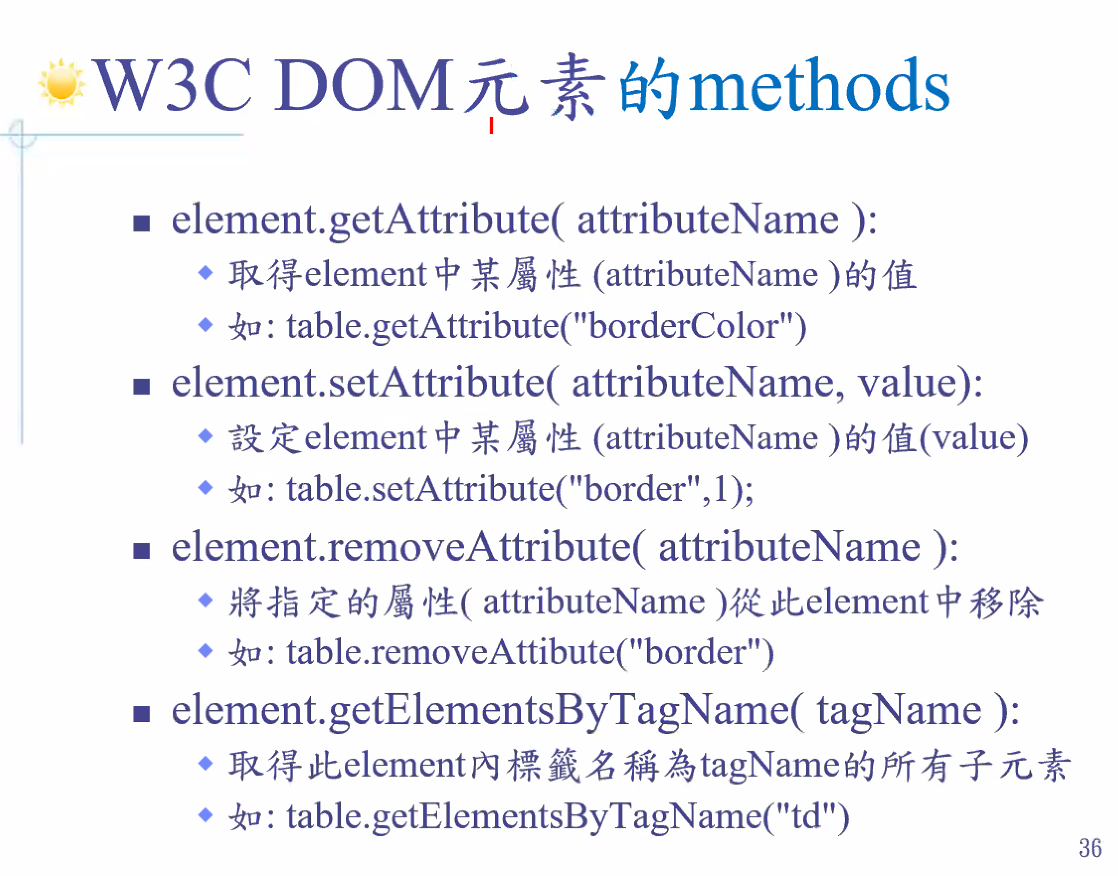 W3C DOM元素的methods
element.getAttribute( attributeName ):
取得element中某屬性 (attributeName )的值
如: table.getAttribute("borderColor")
element.setAttribute( attributeName, value):
設定element中某屬性 (attributeName )的值(value)
如: table.setAttribute("border",1);
element.removeAttribute( attributeName ):
將指定的屬性( attributeName )從此element中移除
如: table.removeAttibute("border")
element.getElementsByTagName( tagName ):
取得此element內標籤名稱為tagName的所有子元素
如: table.getElementsByTagName("td")
36